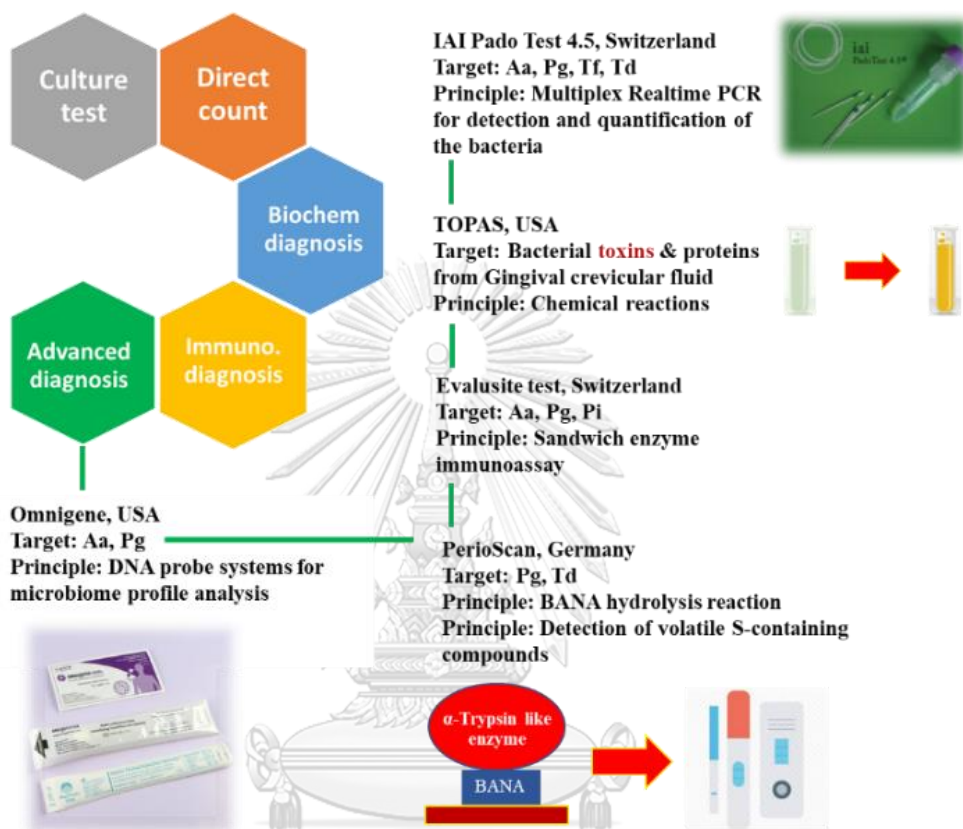 Culture
test
Direct
count
Biochem
diagnosis
Advanced
diagnosis
Immuno.
diagnosis
IAI Pado Test 4.5, Switzerland
Target: Aa, Pg, Tf, Td
Principle: Multiplex Realtime PCR
for detection and quantification of
the bacteria
iai
PadoTest 4.5
TOPAS, USA
Target: Bacterial toxins & proteins
from Gingival crevicular fluid
Principle: Chemical reactions
Evalusite test, Switzerland
Target: Aa, Pg, Pi
Principle: Sandwich enzyme
immunoassay
Omnigene, USA
Target: Aa, Pg
Principle: DNA probe systems for
microbiome profile analysis
PerioScan, Germany
Target: Pg, Td
Principle: BANA hydrolysis reaction
Principle: Detection of volatile S-containing
compounds
α-Trypsin like
enzyme
BANA